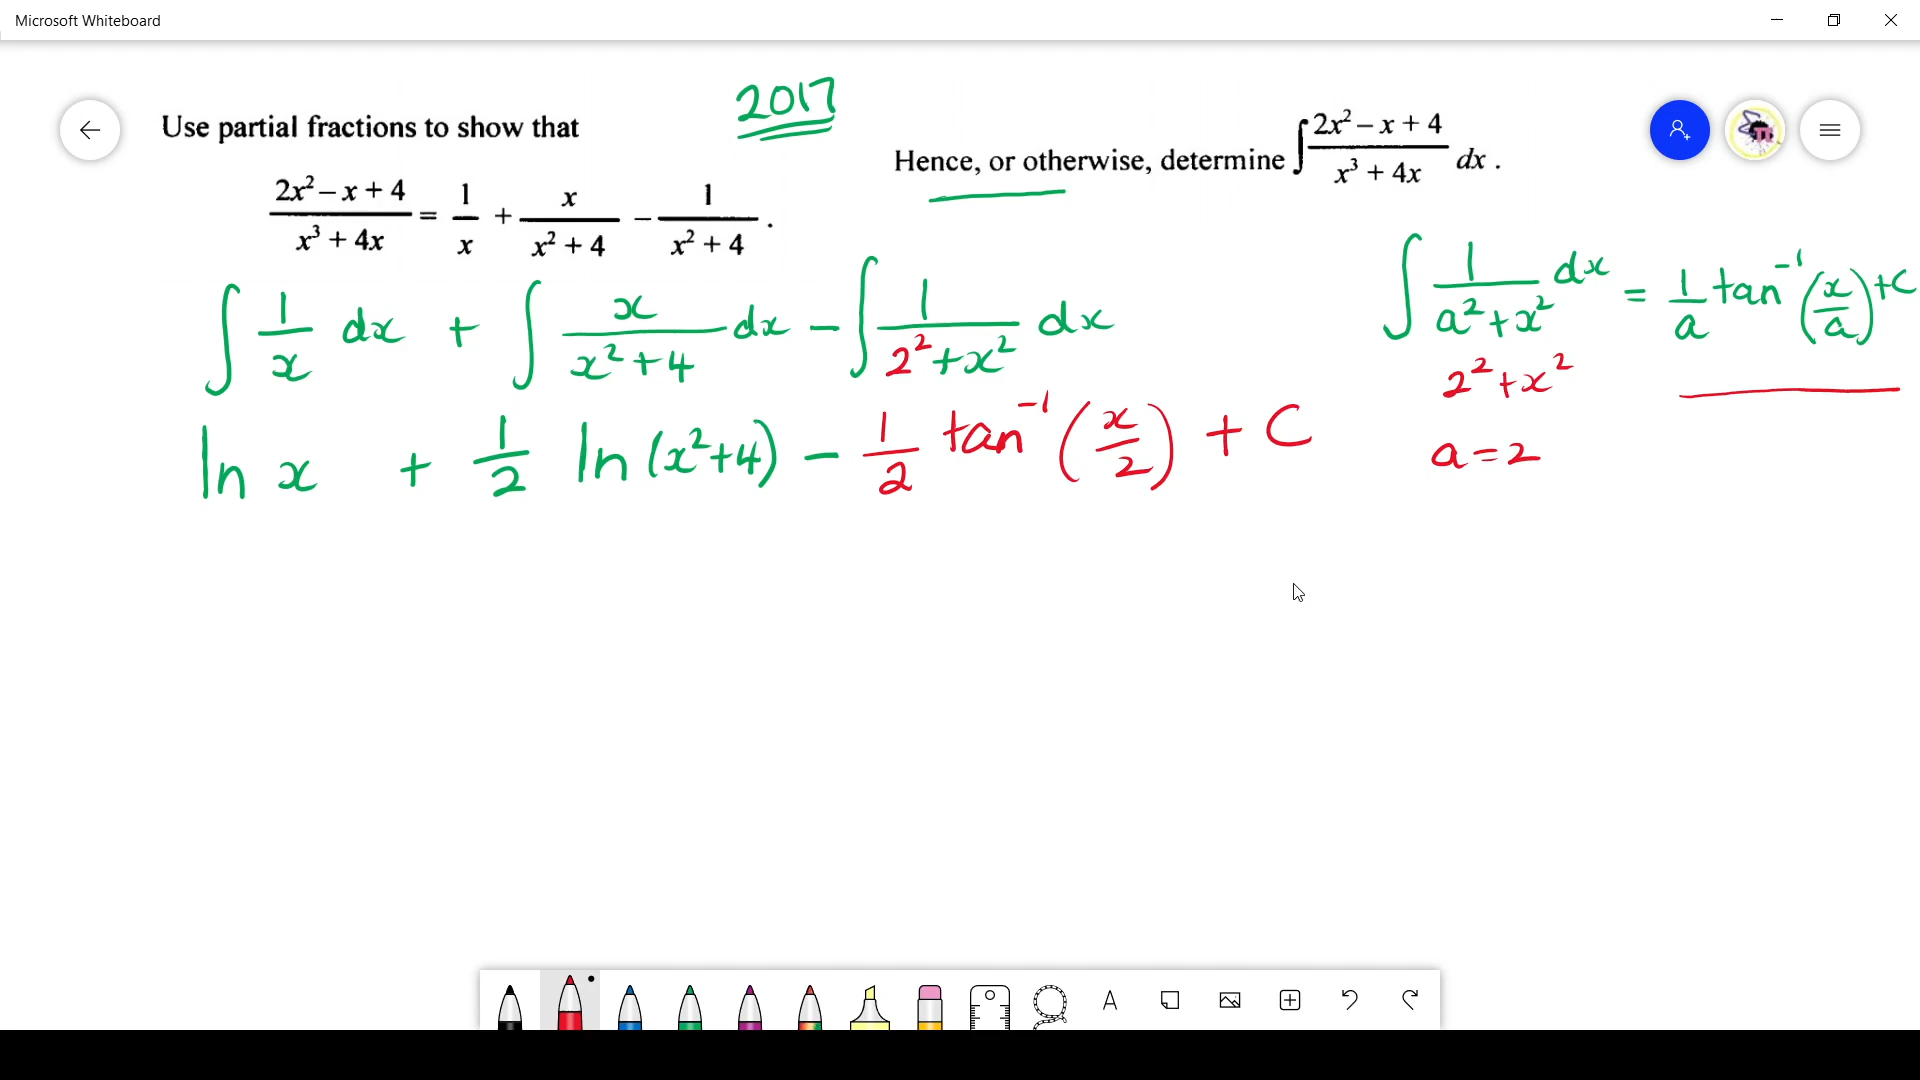 Microsoft Whiteboard
2017
Use partial fractions to show that
(2x² – x + 4)/(x³ + 4x) = 1/x + x/(x² + 4) – 1/(x² + 4) .
Hence, or otherwise, determine ∫ (2x² – x + 4)/(x³ + 4x) dx .
∫ 1/x dx + ∫ x/(x²+4) dx – ∫ 1/(2²+x²) dx
ln x + 1/2 ln(x²+4) – 1/2 tan⁻¹(x/2) + C
∫ 1/(a²+x²) dx = 1/a tan⁻¹(x/a) +C
2²+x²
a=2
A